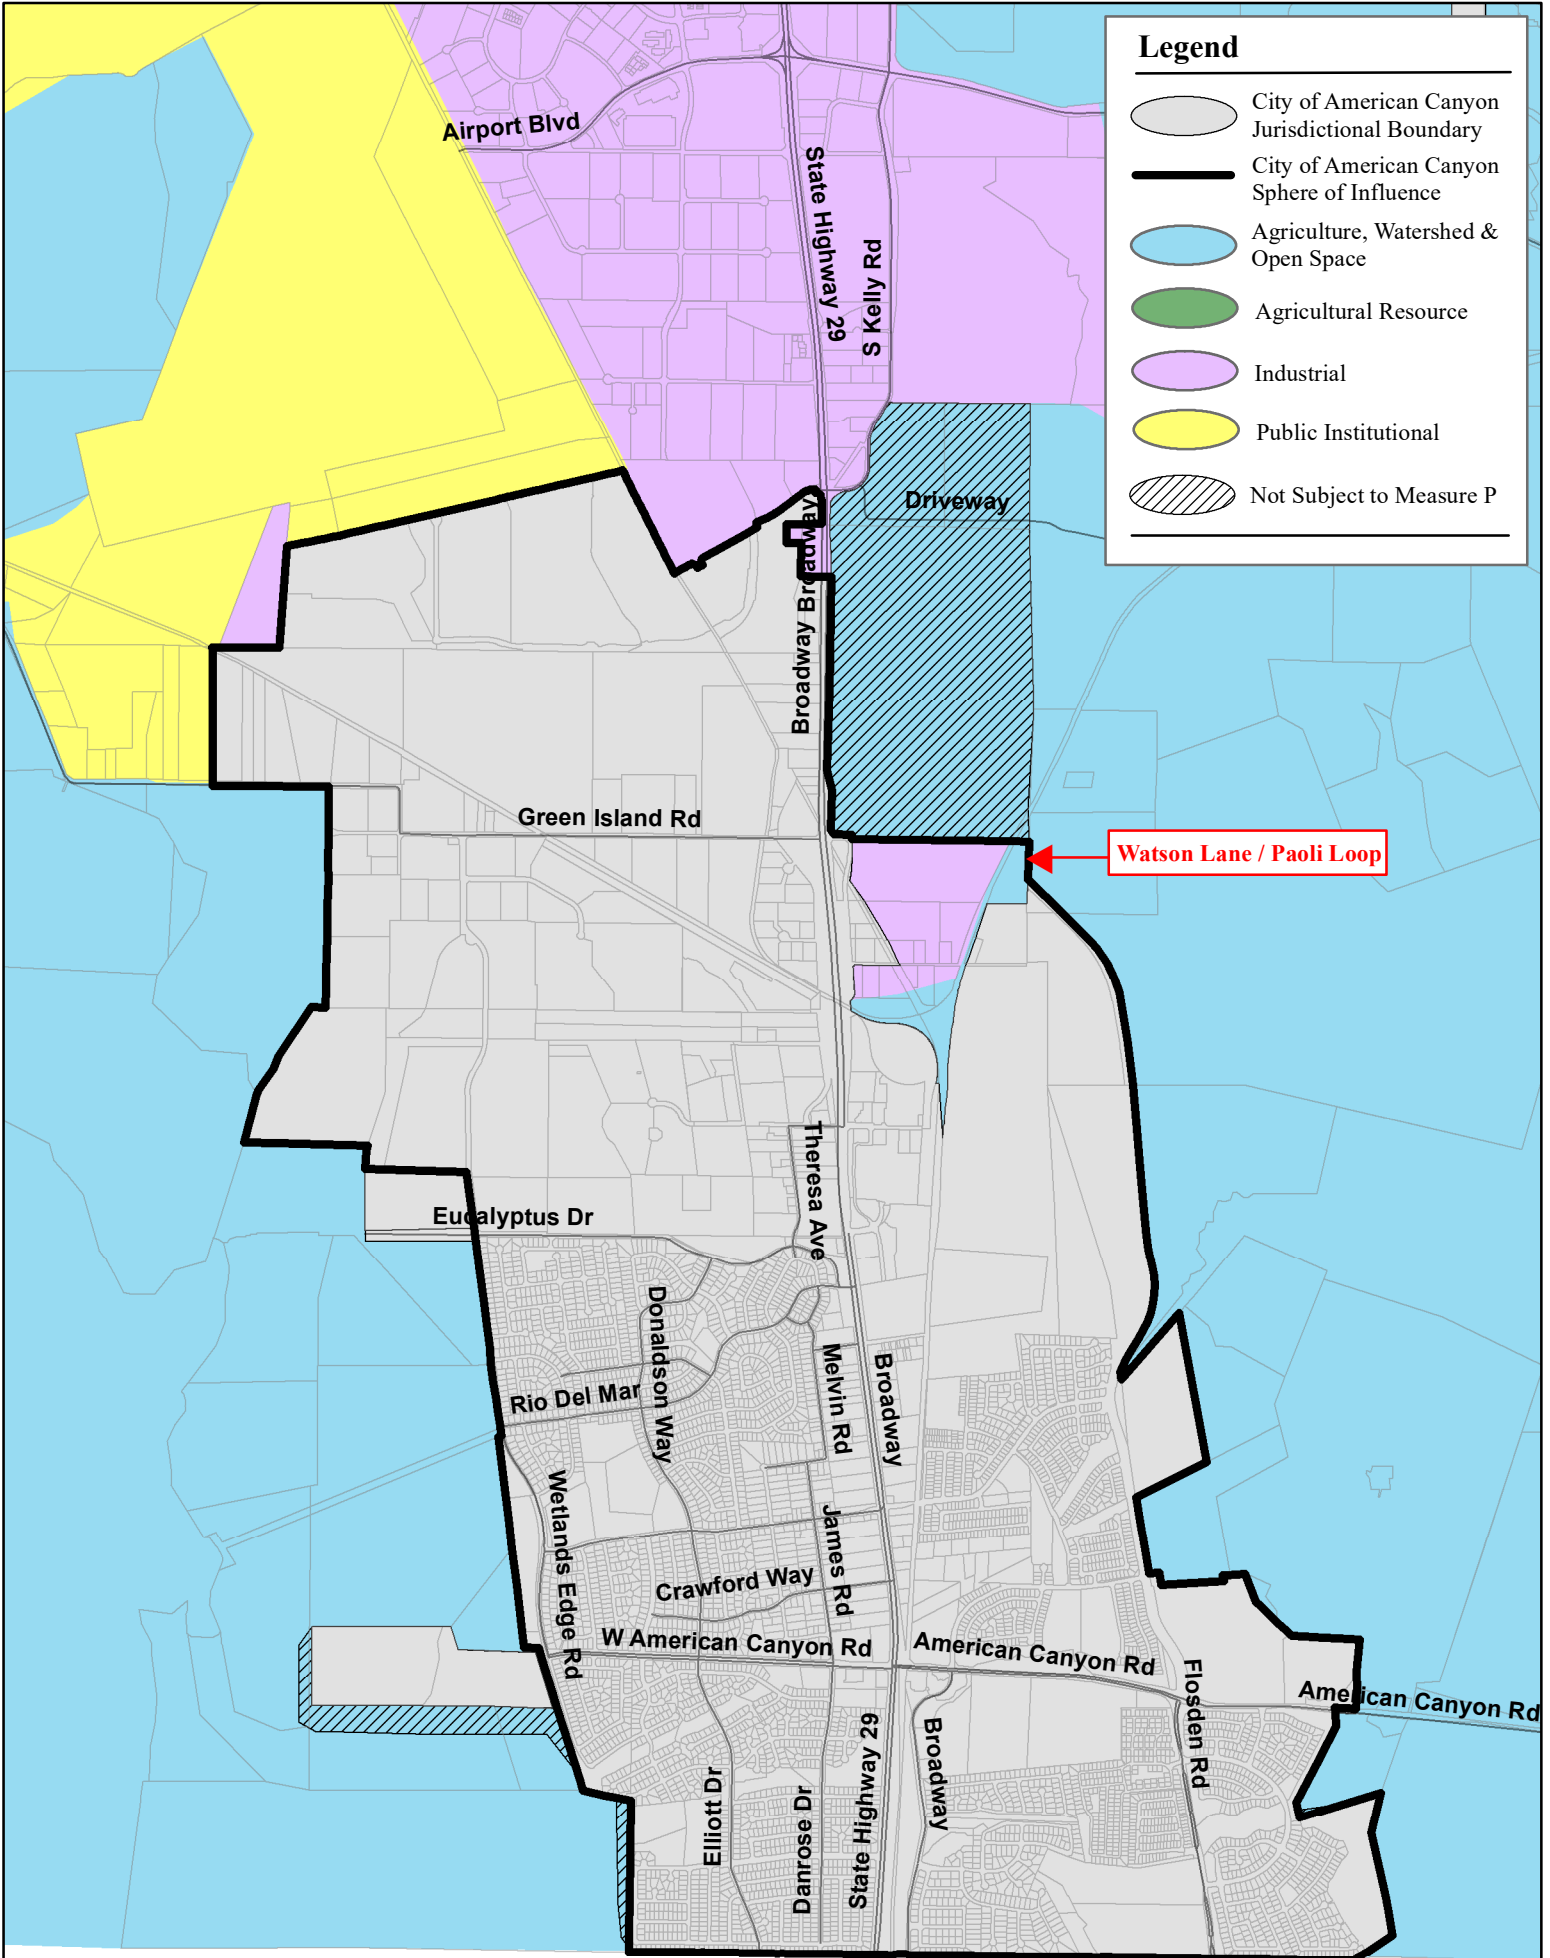 Legend
City of American Canyon
Jurisdictional Boundary
City of American Canyon
Sphere of Influence
Agriculture, Watershed &
Open Space
Agricultural Resource
Industrial
Public Institutional
Not Subject to Measure P
Airport Blvd
State Highway 29
S Kelly Rd
Driveway
Broadway
Broadway
Green Island Rd
Watson Lane / Paoli Loop
Theresa Ave
Eucalyptus Dr
Donaldson Way
Rio Del Mar
Melvin Rd
Broadway
Wetlands Edge Rd
James Rd
Crawford Way
W American Canyon Rd
American Canyon Rd
Flosden Rd
American Canyon Rd
Elliott Dr
Danrose Dr
State Highway 29
Broadway